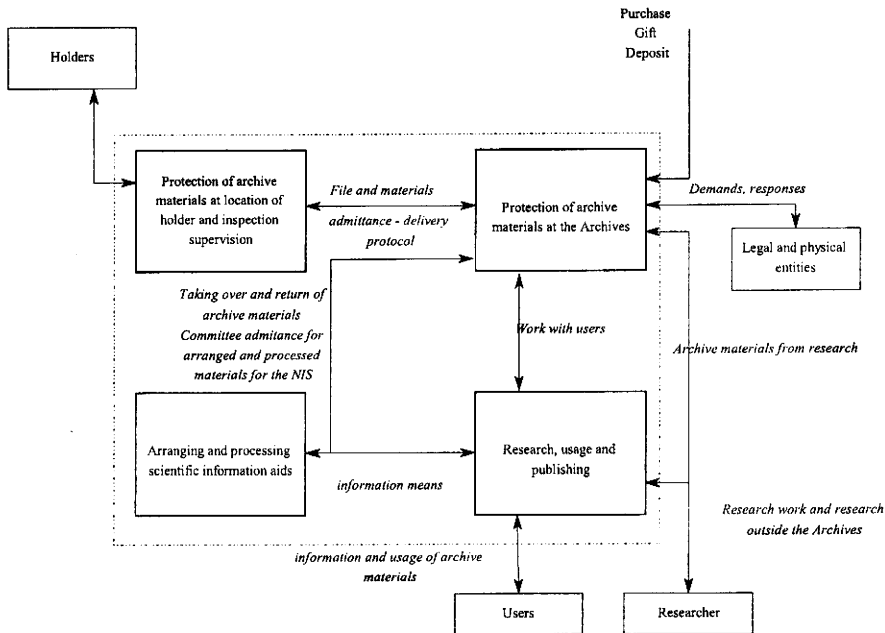 Purchase
Gift
Deposit
Holders
Protection of archive
materials at location of
holder and inspection
supervision
File and materials
admittance - delivery
protocol
Protection of archive
materials at the Archives
Demands, responses
Legal and physical
entities
Taking over and return of
archive materials
Committee admitance for
arranged and processed
materials for the NIS
Work with users
Archive materials from research
Arranging and processing
scientific information aids
information means
Research, usage and
publishing
Research work and research
outside the Archives
information and usage of archive
materials
Users
Researcher